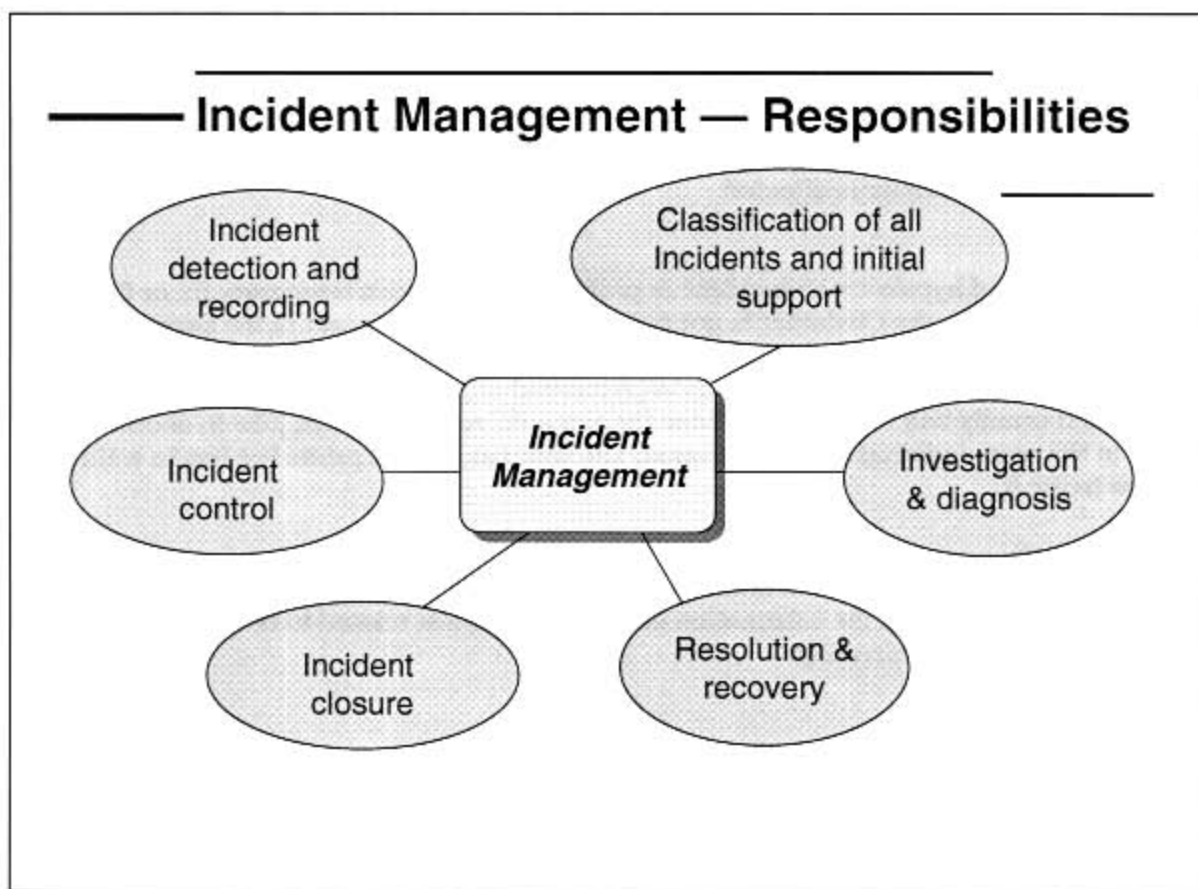 Incident Management — Responsibilities
Incident
detection and
recording
Classification of all
Incidents and initial
support
Incident
Management
Incident
control
Investigation
& diagnosis
Incident
closure
Resolution &
recovery